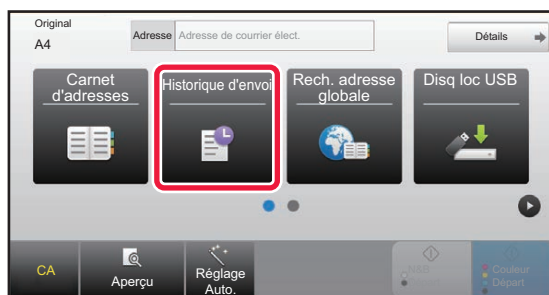 Original
A4
Adresse
Adresse de courrier élect.
Détails
Carnet
d'adresses
Historique d'envoi
Rech. adresse
globale
Disq loc USB
CA
Aperçu
Réglage
Auto.
N&B
Départ
Couleur
Départ